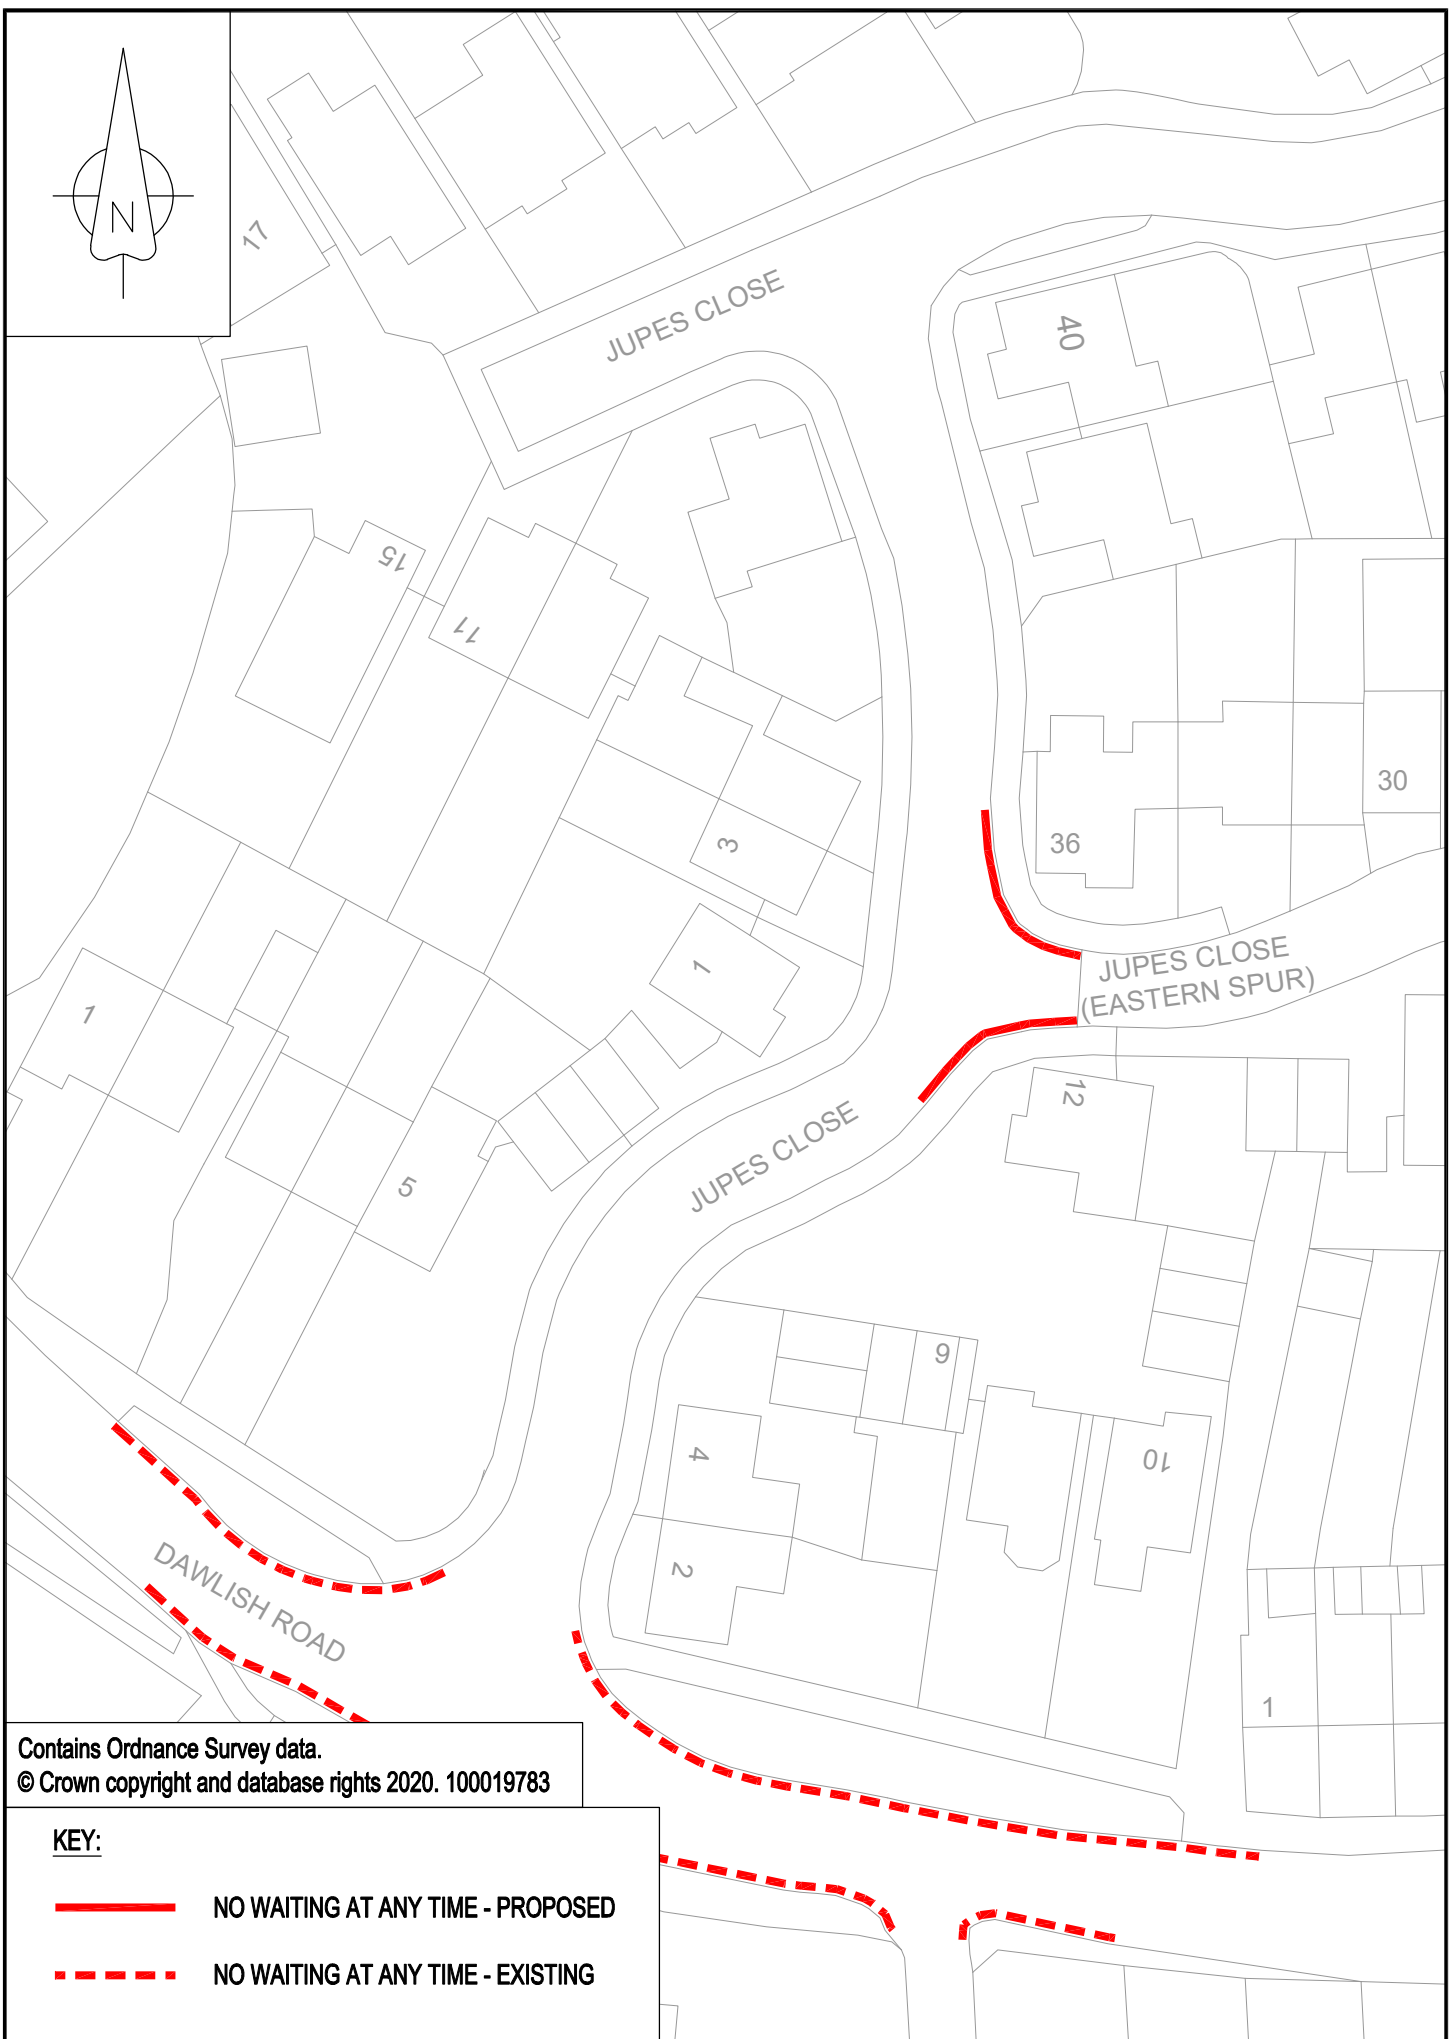 N
17
JUPES CLOSE
40
15
11
3
36
30
1
JUPES CLOSE
(EASTERN SPUR)
1
12
JUPES CLOSE
5
9
4
10
2
DAWLISH ROAD
1
Contains Ordnance Survey data.
© Crown copyright and database rights 2020. 100019783
KEY:
NO WAITING AT ANY TIME - PROPOSED
NO WAITING AT ANY TIME - EXISTING